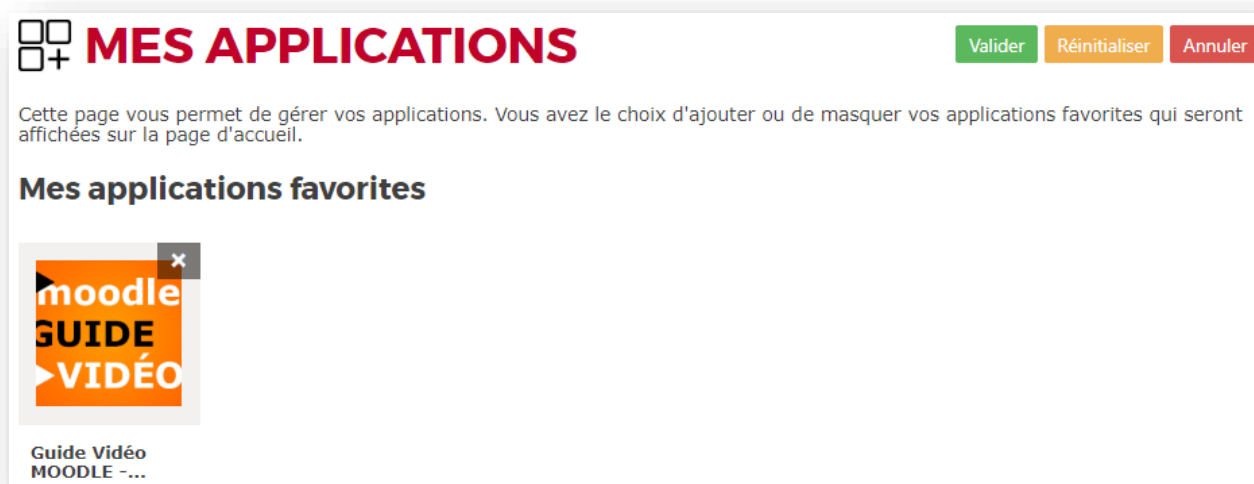 MES APPLICATIONS
Valider
Réinitialiser
Annuler
Cette page vous permet de gérer vos applications. Vous avez le choix d'ajouter ou de masquer vos applications favorites qui seront
affichées sur la page d'accueil.
Mes applications favorites
moodle
GUIDE
VIDÉO
Guide Vidéo
MOODLE -...